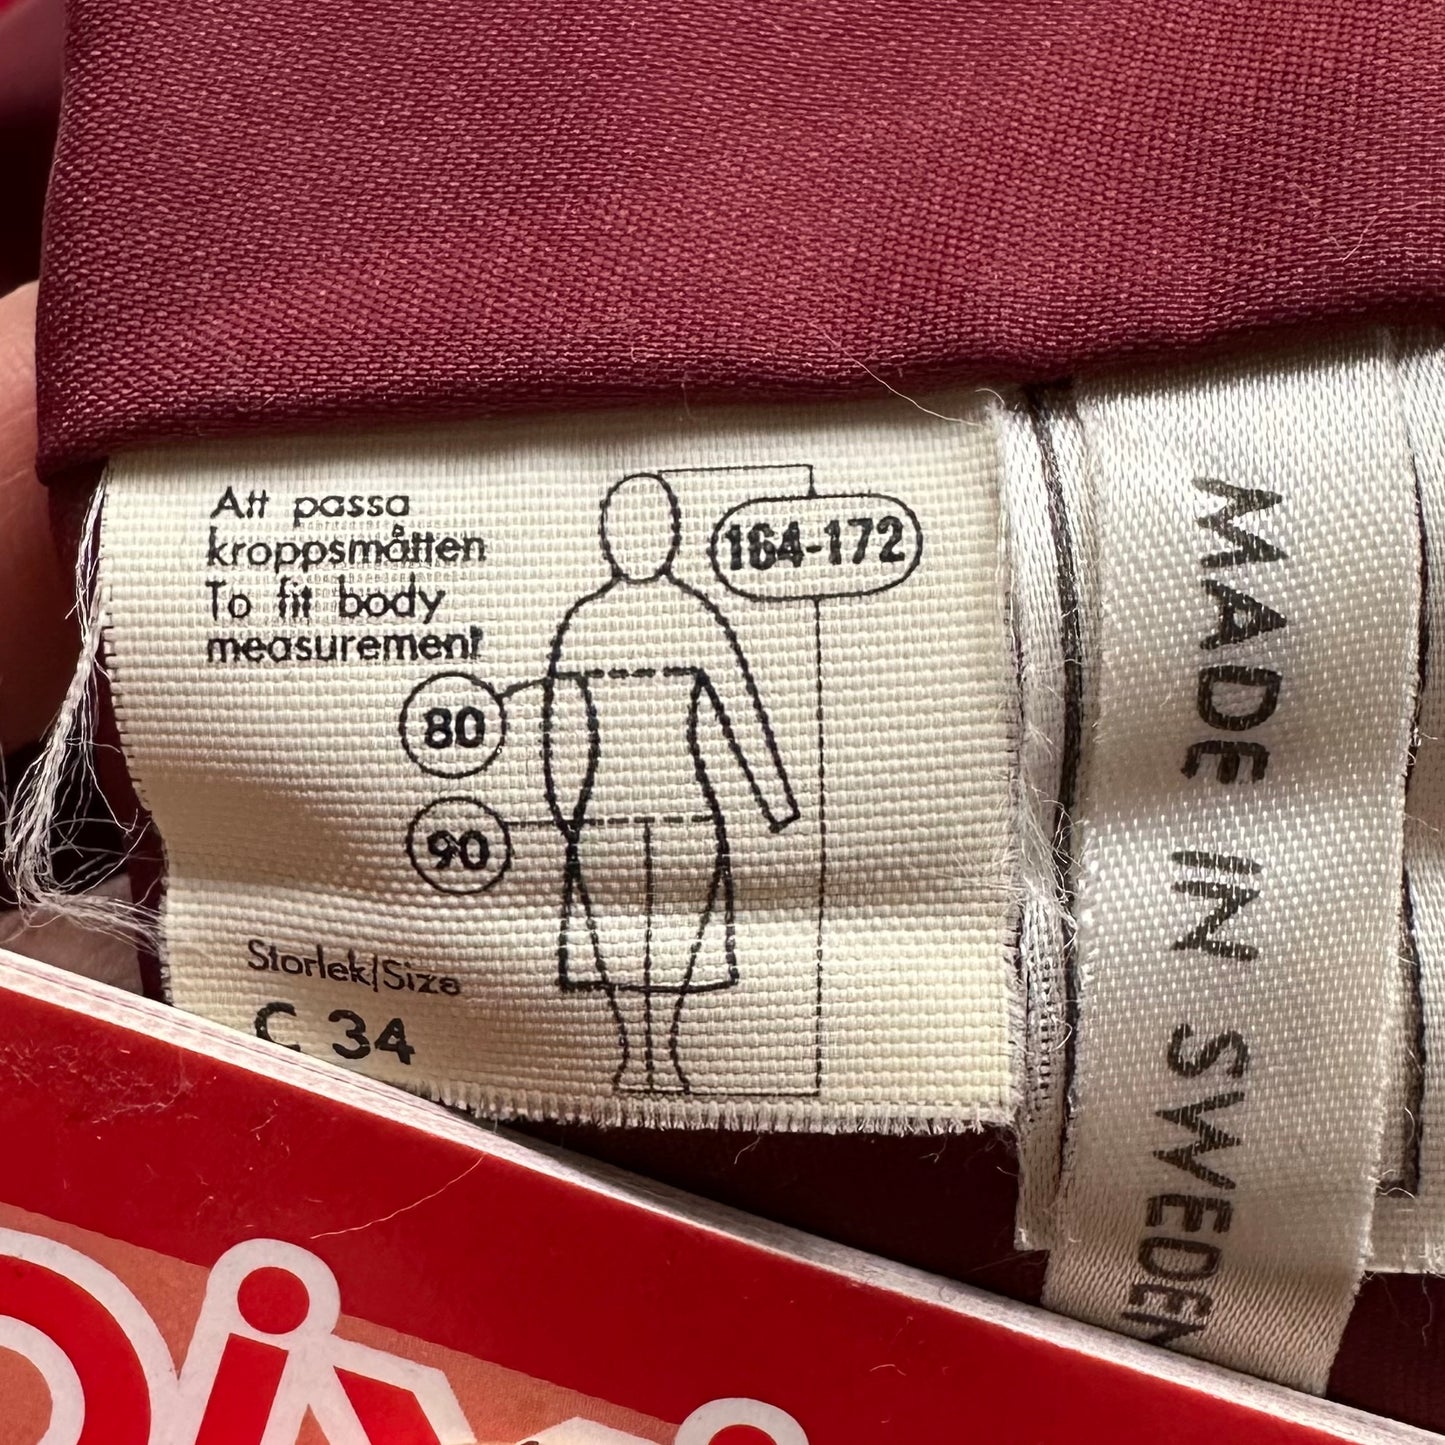 Att passa
kroppsmåtten
To fit body
measurement
164-172
80
90
Storlek/Size
C 34
MADE IN SWEDEN